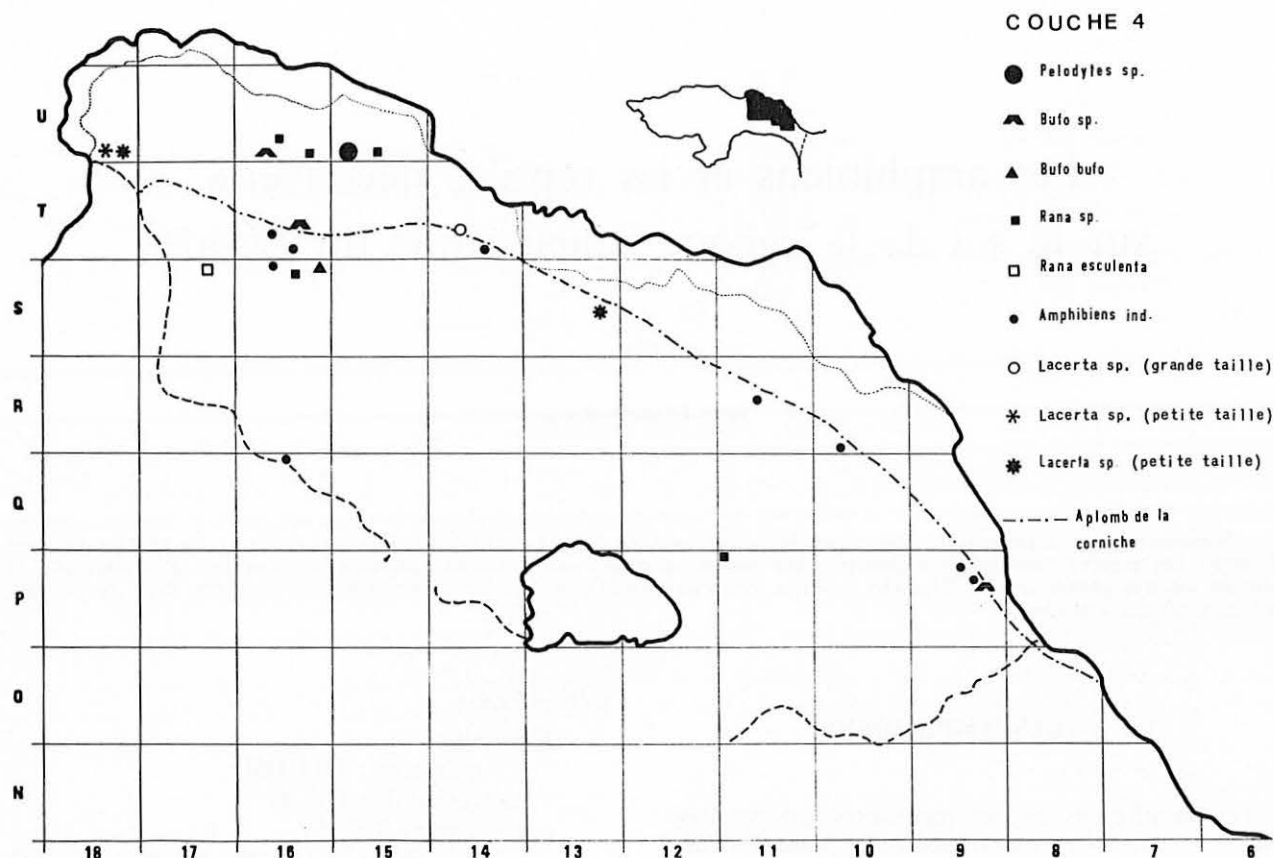 COUCHE 4
Pelodytes sp.
Bufo sp.
Bufo bufo
Rana sp.
Rana esculenta
Amphibiens ind.
Lacerta sp. (grande taille)
Lacerta sp. (petite taille)
Lacerta sp. (petite taille)
Aplomb de la
corniche
U
T
S
R
Q
P
O
N
18 17 16 15 14 13 12 11 10 9 8 7 6